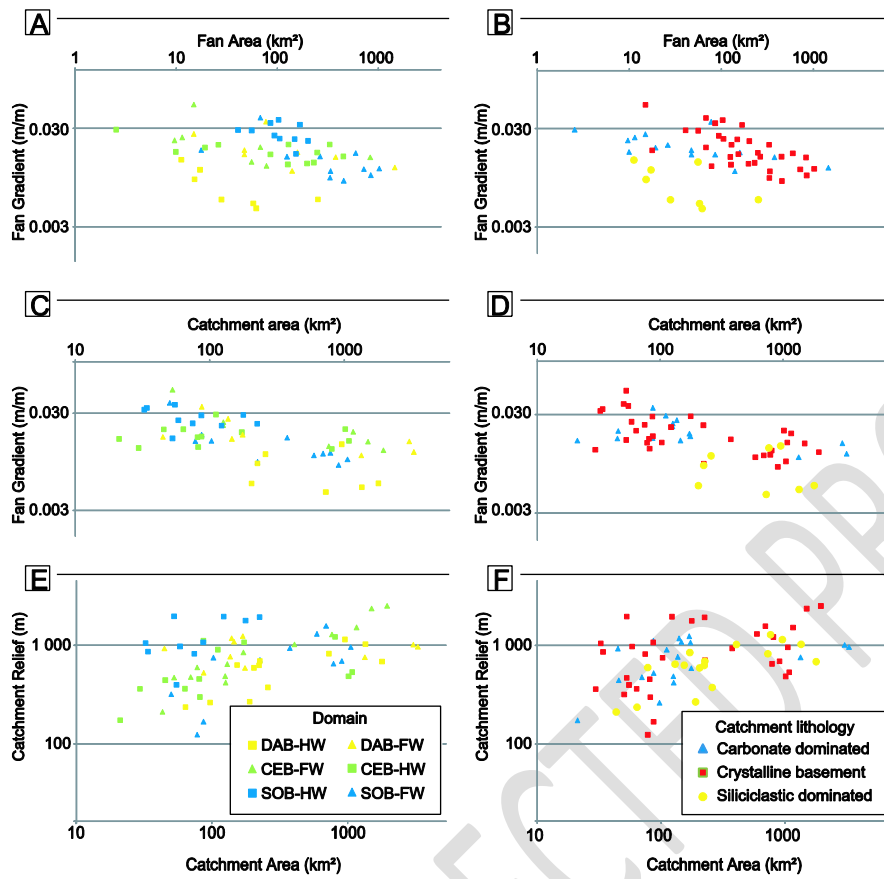 A
Fan Area (km²)
1 10 100 1000
Fan Gradient (m/m)
0.030
0.003
B
Fan Area (km²)
1 10 100 1000
Fan Gradient (m/m)
0.030
0.003
C
Catchment area (km²)
10 100 1000
Fan Gradient (m/m)
0.030
0.003
D
Catchment area (km²)
10 100 1000
Fan Gradient (m/m)
0.030
0.003
E
Catchment Relief (m)
1 000
100
Domain
DAB-HW DAB-FW
CEB-FW CEB-HW
SOB-HW SOB-FW
10 100 1000
Catchment Area (km²)
F
Catchment Relief (m)
1 000
100
Catchment lithology
Carbonate dominated
Crystalline basement
Siliciclastic dominated
10 100 1000
Catchment Area (km²)
ECTED PRO